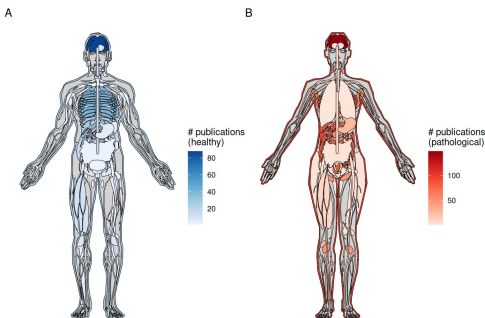 A
B
# publications
(healthy)
80
60
40
20
# publications
(pathological)
100
50